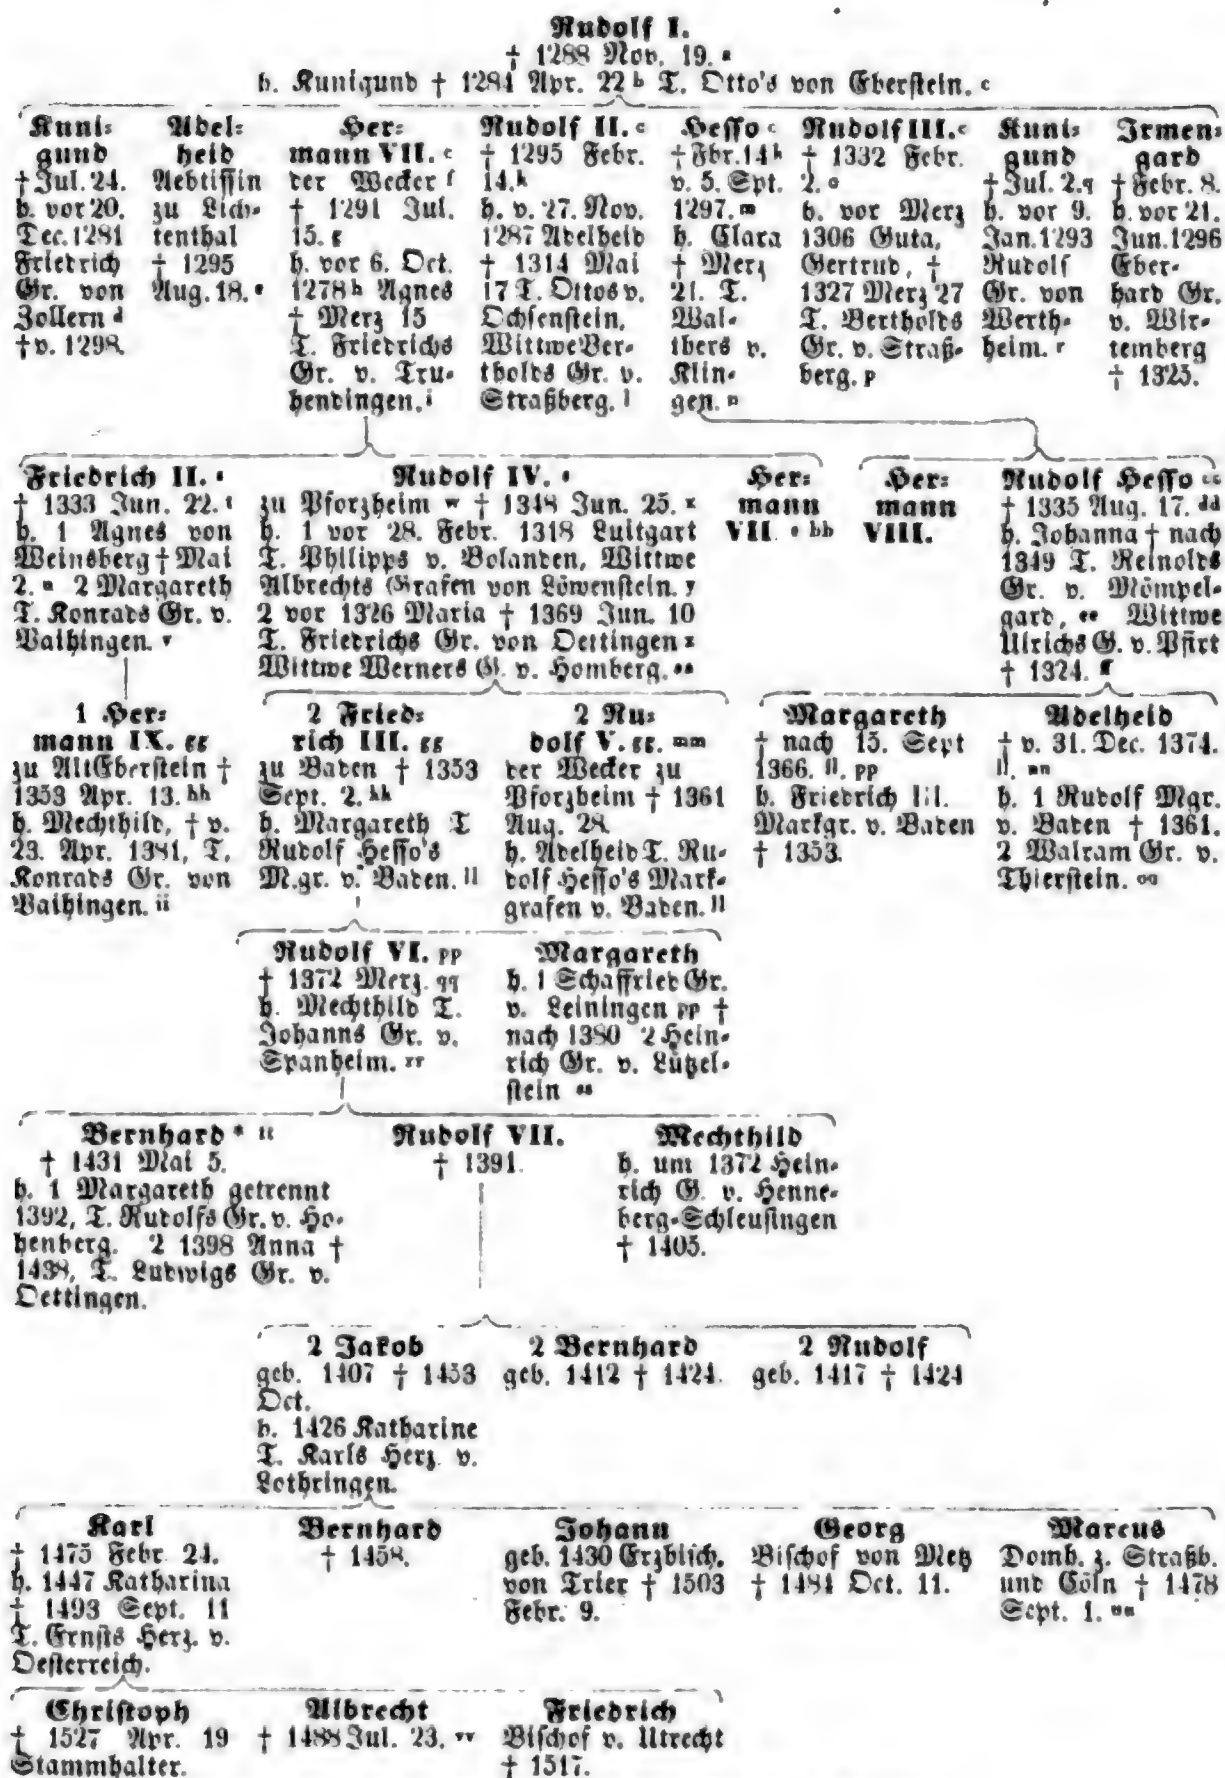 Rudolf I.
† 1288 Nov. 19. a
h. Kunigund † 1284 Apr. 22 b T. Otto's von Eberstein. c
Kuni-
gund
† Jul. 24.
h. vor 20.
Dec. 1281
Friedrich
Gr. von
Zollern d
† v. 1298.
Adel-
heid
Aebtissin
zu Lich-
tenthal
† 1295
Aug. 18. e
Her-
mann VII. c
der Wecker f
† 1291 Jul.
15. g
h. vor 6. Oct.
1278 h Agnes
† Merz 15
T. Friedrichs
Gr. v. Tru-
hendingen. i
Rudolf II. c
† 1295 Febr.
14. k
h. v. 27. Nov.
1287 Adelheid
† 1314 Mai
17 T. Ottos v.
Ochsenstein,
Wittwe Ber-
tholds Gr. v.
Straßberg. l
Hesso c
† Fbr. 14 k
v. 5. Spt.
1297. m
h. Clara
† Merz
21. T.
Wal-
thers v.
Klin-
gen. n
Rudolf III. c
† 1332 Febr.
2. o
h. vor Merz
1306 Guta,
Gertrud, †
1327 Merz 27
T. Bertholds
Gr. v. Straß-
berg. p
Kuni-
gund
† Jul. 2. q
h. vor 9.
Jan. 1293
Rudolf
Gr. von
Werth-
heim. r
Irmen-
gard
† Febr. 8.
h. vor 21.
Jun. 1296
Eber-
hard Gr.
v. Wir-
temberg
† 1325.
Friedrich II. s
† 1333 Jun. 22. t
h. 1 Agnes von
Weinsberg † Mai
2. u 2 Margareth
T. Konrads Gr. v.
Vaihingen. v
Rudolf IV. s
zu Pforzheim w † 1348 Jun. 25. x
h. 1 vor 28. Febr. 1318 Luitgart
T. Philipps v. Bolanden, Wittwe
Albrechts Grafen von Löwenstein. y
2 vor 1326 Maria † 1369 Jun. 10
T. Friedrichs Gr. von Oettingen z
Wittwe Werners G. v. Homberg. aa
Her-
mann
VII. s bb
Her-
mann
VIII.
Rudolf Hesso cc
† 1335 Aug. 17. dd
h. Johanna † nach
1349 T. Reinolds
Gr. v. Mömpel-
gard, ee Wittwe
Ulrichs G. v. Pfirt
† 1324. ff
1 Her-
mann IX. gg
zu AltEberstein †
1353 Apr. 13. hh
h. Mechthild, † v.
23. Apr. 1381, T.
Konrads Gr. von
Vaihingen. ii
2 Fried-
rich III. gg
zu Baden † 1353
Sept. 2. kk
h. Margareth T
Rudolf Hesso's
M.gr. v. Baden. ll
2 Ru-
dolf V. gg. mm
der Wecker zu
Pforzheim † 1361
Aug. 28.
h. Adelheid T. Ru-
dolf Hesso's Mark-
grafen v. Baden. ll
Margareth
† nach 15. Sept
1366. ll. pp
h. Friedrich III.
Markgr. v. Baden
† 1353.
Adelheid
† v. 31. Dec. 1374.
ll. nn
h. 1 Rudolf Mgr.
v. Baden † 1361.
2 Walram Gr. v.
Thierstein. oo
Rudolf VI. pp
† 1372 Merz. qq
h. Mechthild T.
Johanns Gr. v.
Spanheim. rr
Margareth
h. 1 Schaffried Gr.
v. Leiningen pp †
nach 1380 2 Hein-
rich Gr. v. Lützel-
stein ss
Bernhard * tt
† 1431 Mai 5.
h. 1 Margareth getrennt
1392, T. Rudolfs Gr. v. Ho-
henberg. 2 1398 Anna †
1438, T. Ludwigs Gr. v.
Oettingen.
Rudolf VII.
† 1391.
Mechthild
h. um 1372 Hein-
rich G. v. Henne-
berg-Schleusingen
† 1405.
2 Jakob
geb. 1407 † 1453
Oct.
h. 1426 Katharine
T. Karls Herz. v.
Lothringen.
2 Bernhard
geb. 1412 † 1424.
2 Rudolf
geb. 1417 † 1424
Karl
† 1475 Febr. 24.
h. 1447 Katharina
† 1493 Sept. 11
T. Ernsts Herz. v.
Oesterreich.
Bernhard
† 1458.
Johann
geb. 1430 Erzbisch.
von Trier † 1503
Febr. 9.
Georg
Bischof von Metz
† 1484 Oct. 11.
Marcus
Domh. z. Straßb.
und Cöln † 1478
Sept. 1. uu
Christoph
† 1527 Apr. 19
Stammhalter.
Albrecht
† 1488 Jul. 23. vv
Friedrich
Bischof v. Utrecht
† 1517.